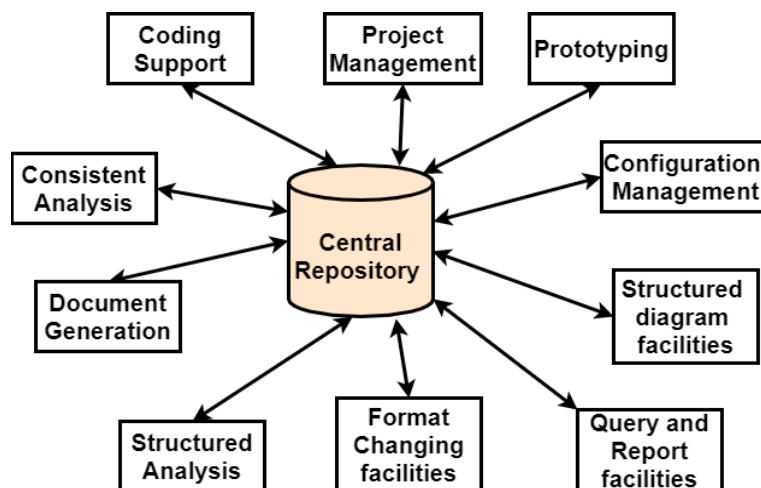 Coding
Support
Project
Management
Prototyping
Consistent
Analysis
Configuration
Management
Central
Repository
Document
Generation
Structured
diagram
facilities
Structured
Analysis
Format
Changing
facilities
Query and
Report
facilities